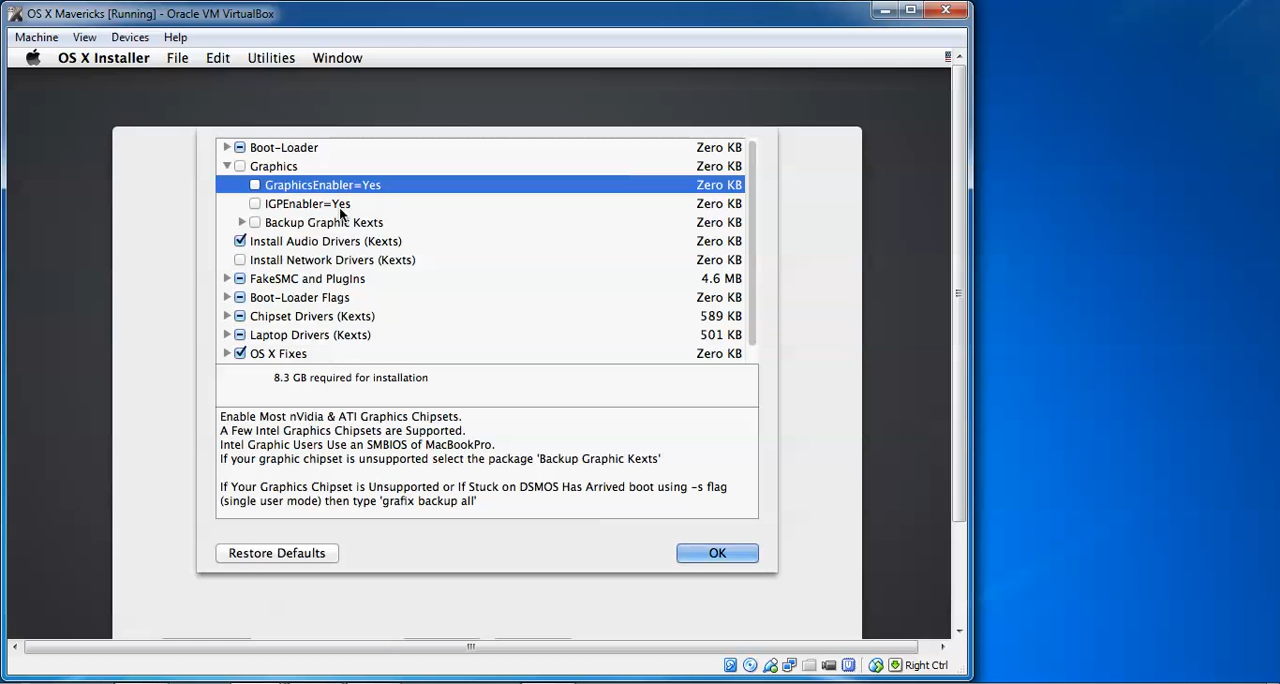 OS X Mavericks [Running] - Oracle VM VirtualBox
Machine View Devices Help
OS X Installer File Edit Utilities Window
Boot-Loader Zero KB
Graphics Zero KB
GraphicsEnabler=Yes Zero KB
IGPEnabler=Yes Zero KB
Backup Graphic Kexts Zero KB
Install Audio Drivers (Kexts) Zero KB
Install Network Drivers (Kexts) Zero KB
FakeSMC and PlugIns 4.6 MB
Boot-Loader Flags Zero KB
Chipset Drivers (Kexts) 589 KB
Laptop Drivers (Kexts) 501 KB
OS X Fixes Zero KB
8.3 GB required for installation
Enable Most nVidia & ATI Graphics Chipsets.
A Few Intel Graphics Chipsets are Supported.
Intel Graphic Users Use an SMBIOS of MacBookPro.
If your graphic chipset is unsupported select the package 'Backup Graphic Kexts'
If Your Graphics Chipset is Unsupported or If Stuck on DSMOS Has Arrived boot using -s flag
(single user mode) then type 'grafix backup all'
Restore Defaults OK
Right Ctrl